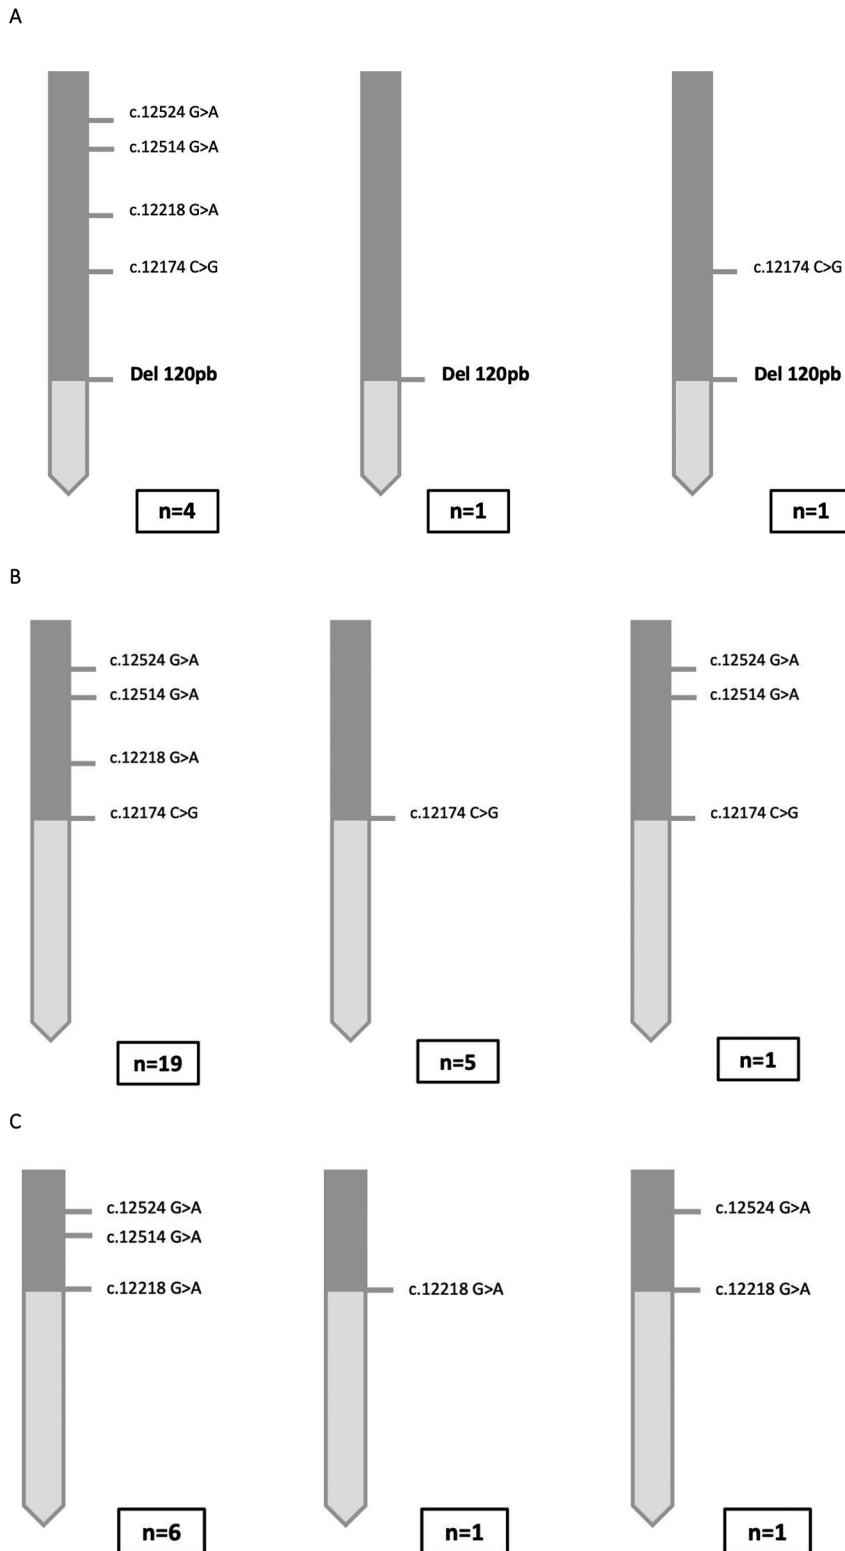 A
c.12524 G>A
c.12514 G>A
c.12218 G>A
c.12174 C>G
c.12174 C>G
Del 120pb
Del 120pb
Del 120pb
n=4
n=1
n=1
B
c.12524 G>A
c.12524 G>A
c.12514 G>A
c.12514 G>A
c.12218 G>A
c.12174 C>G
c.12174 C>G
c.12174 C>G
n=19
n=5
n=1
C
c.12524 G>A
c.12524 G>A
c.12514 G>A
c.12218 G>A
c.12218 G>A
c.12218 G>A
n=6
n=1
n=1